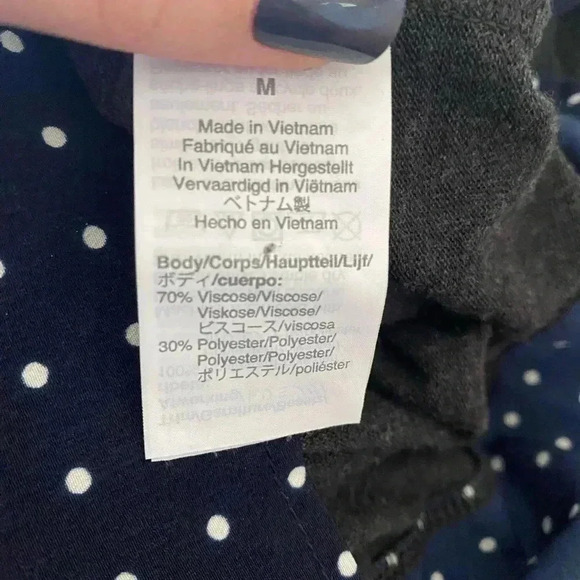 M
Made in Vietnam
Fabriqué au Vietnam
In Vietnam Hergestellt
Vervaardigd in Viëtnam
ベトナム製
Hecho en Vietnam
Body/Corps/Hauptteil/Lijf/
ボディ/cuerpo:
70% Viscose/Viscose/
Viskose/Viscose/
ビスコース/viscosa
30% Polyester/Polyester/
Polyester/Polyester/
ポリエステル/poliéster